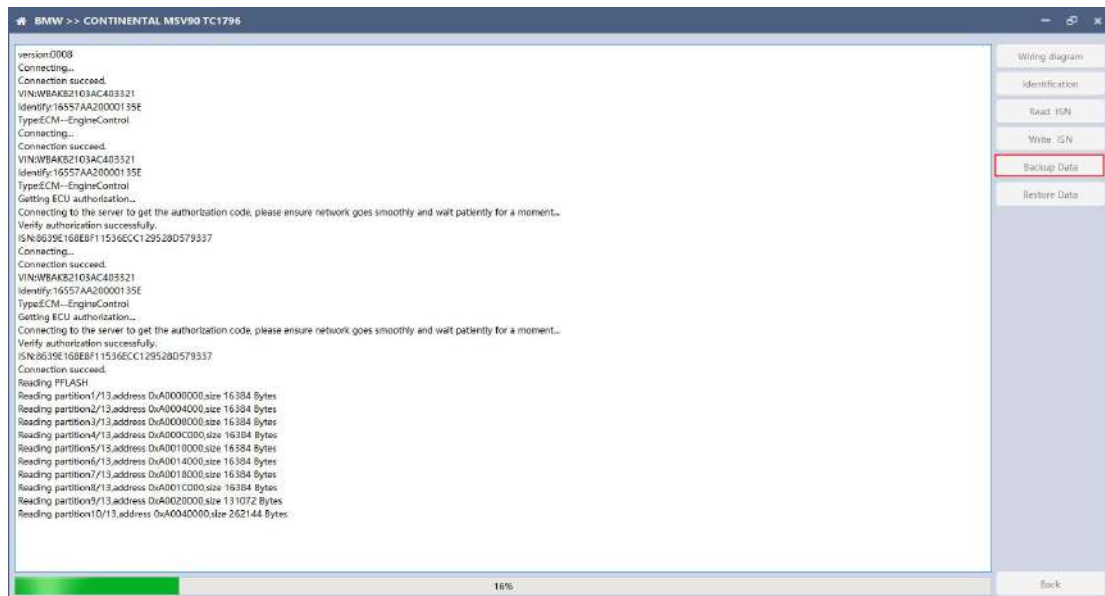 BMW >> CONTINENTAL MSV90 TC1796
version:0008
Connecting...
Connection succeed.
VIN:WBAKB2103AC403321
Identify:16557AA20000135E
Type:ECM--EngineControl
Connecting...
Connection succeed.
VIN:WBAKB2103AC403321
Identify:16557AA20000135E
Type:ECM--EngineControl
Getting ECU authorization...
Connecting to the server to get the authorization code, please ensure network goes smoothly and wait patiently for a moment...
Verify authorization successfully.
ISN:8639E168E8F11536ECC129528D579337
Connecting...
Connection succeed.
VIN:WBAKB2103AC403321
Identify:16557AA20000135E
Type:ECM--EngineControl
Getting ECU authorization...
Connecting to the server to get the authorization code, please ensure network goes smoothly and wait patiently for a moment...
Verify authorization successfully.
ISN:8639E168E8F11536ECC129528D579337
Connection succeed.
Reading PFLASH
Reading partition1/13,address 0xA0000000,size 16384 Bytes
Reading partition2/13,address 0xA0004000,size 16384 Bytes
Reading partition3/13,address 0xA0008000,size 16384 Bytes
Reading partition4/13,address 0xA000C000,size 16384 Bytes
Reading partition5/13,address 0xA0010000,size 16384 Bytes
Reading partition6/13,address 0xA0014000,size 16384 Bytes
Reading partition7/13,address 0xA0018000,size 16384 Bytes
Reading partition8/13,address 0xA001C000,size 16384 Bytes
Reading partition9/13,address 0xA0020000,size 131072 Bytes
Reading partition10/13,address 0xA0040000,size 262144 Bytes
16%
Wiring diagram
Identification
Read ISN
Write ISN
Backup Data
Restore Data
Back